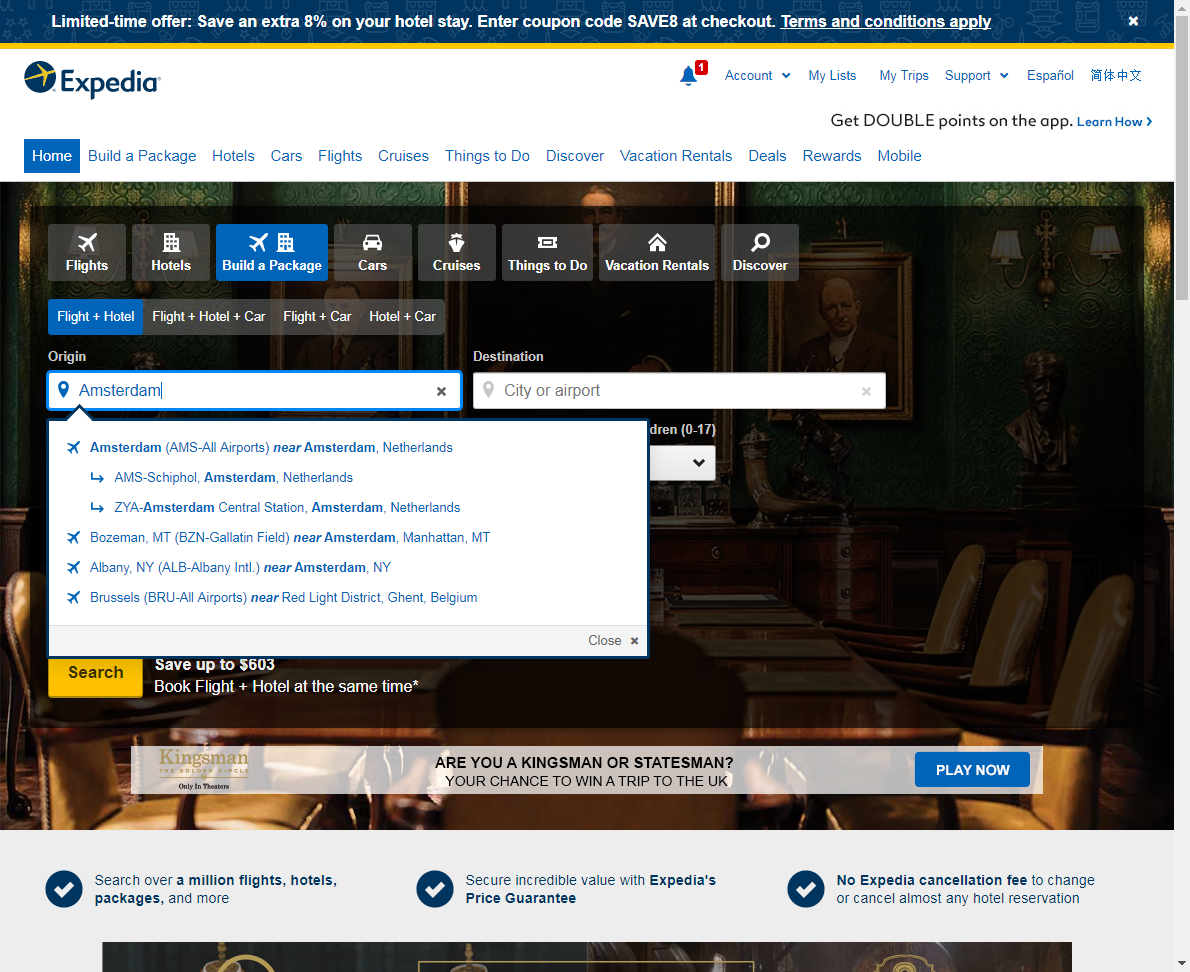 Limited-time offer: Save an extra 8% on your hotel stay. Enter coupon code SAVE8 at checkout. Terms and conditions apply
Expedia
1
Account My Lists My Trips Support Español 简体中文
Get DOUBLE points on the app. Learn How
Home Build a Package Hotels Cars Flights Cruises Things to Do Discover Vacation Rentals Deals Rewards Mobile
Flights Hotels Build a Package Cars Cruises Things to Do Vacation Rentals Discover
Flight + Hotel Flight + Hotel + Car Flight + Car Hotel + Car
Origin Destination
Amsterdam City or airport
dren (0-17)
Amsterdam (AMS-All Airports) near Amsterdam, Netherlands
AMS-Schiphol, Amsterdam, Netherlands
ZYA-Amsterdam Central Station, Amsterdam, Netherlands
Bozeman, MT (BZN-Gallatin Field) near Amsterdam, Manhattan, MT
Albany, NY (ALB-Albany Intl.) near Amsterdam, NY
Brussels (BRU-All Airports) near Red Light District, Ghent, Belgium
Close
Search
Save up to $603
Book Flight + Hotel at the same time*
Kingsman
THE GOLDEN CIRCLE
Only In Theaters
ARE YOU A KINGSMAN OR STATESMAN?
YOUR CHANCE TO WIN A TRIP TO THE UK
PLAY NOW
Search over a million flights, hotels,
packages, and more
Secure incredible value with Expedia's
Price Guarantee
No Expedia cancellation fee to change
or cancel almost any hotel reservation